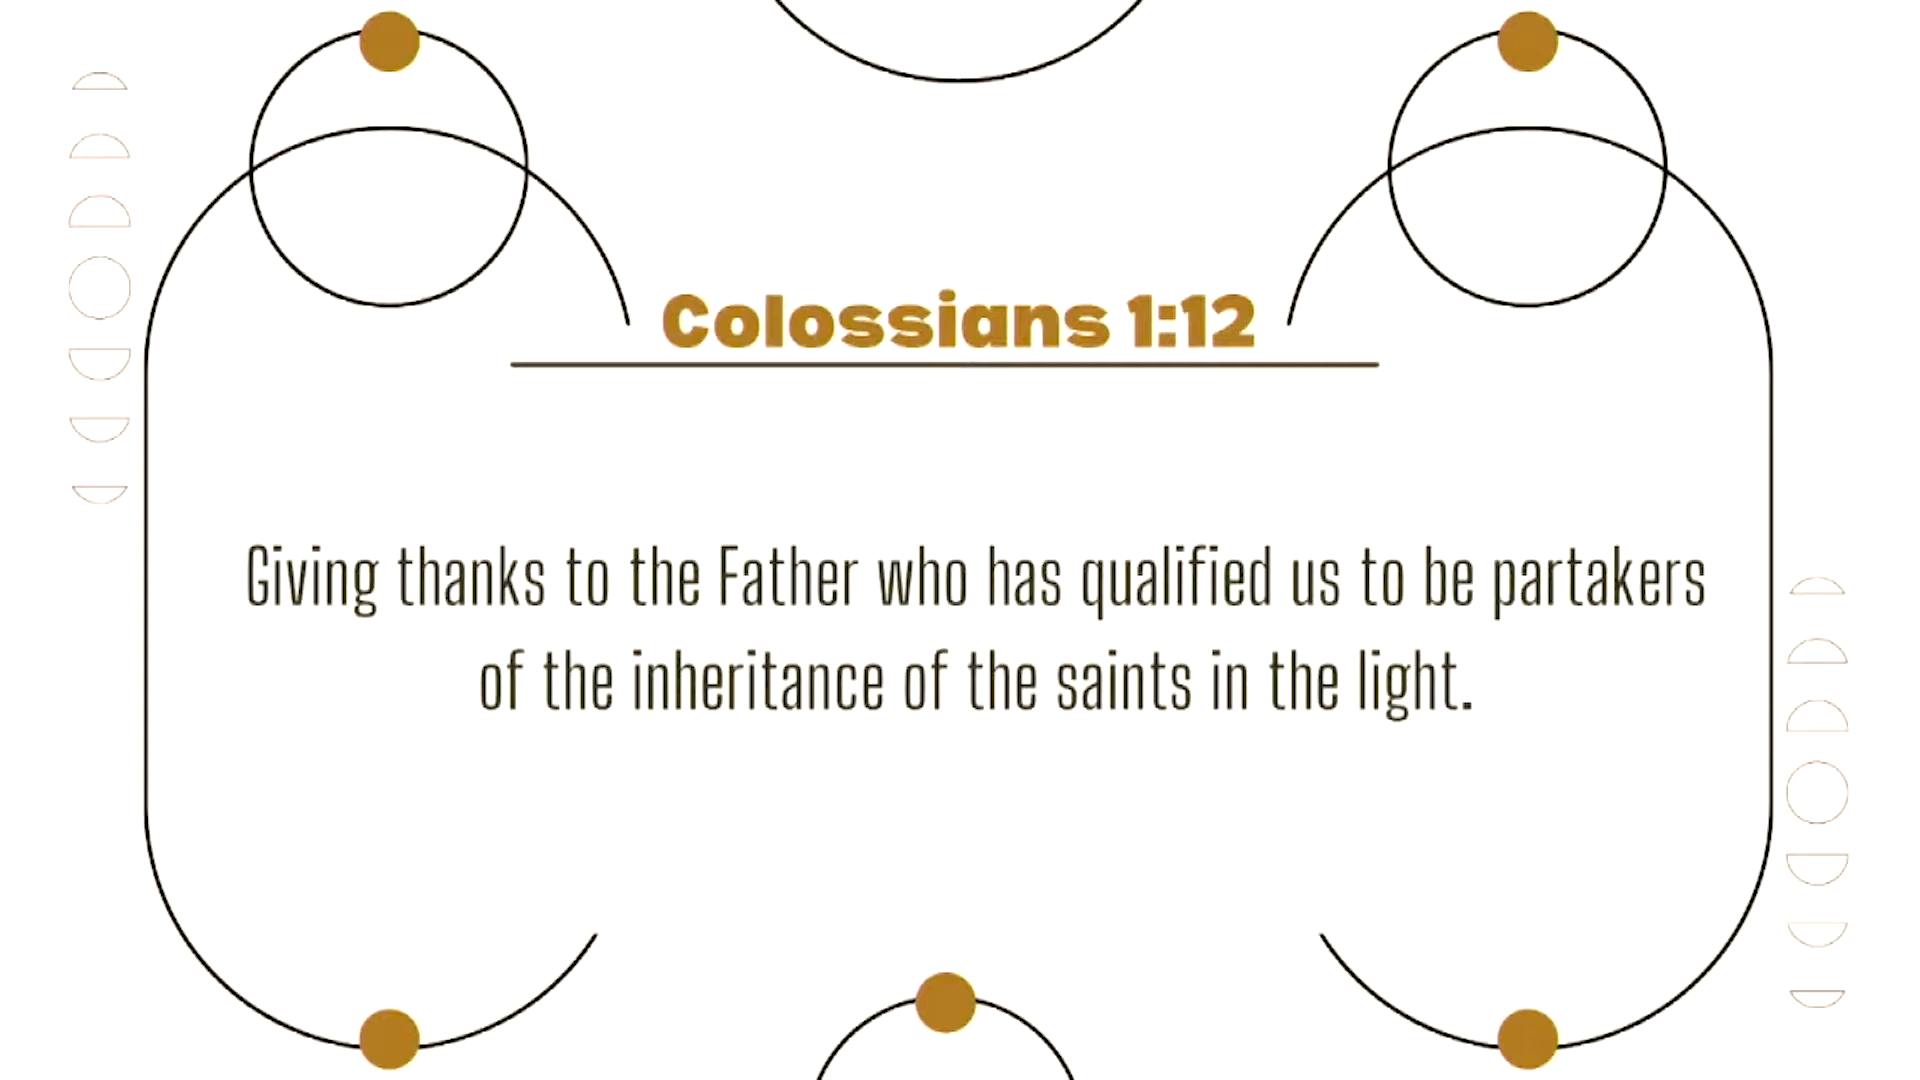 Colossians 1:12
Giving thanks to the Father who has qualified us to be partakers
of the inheritance of the saints in the light.